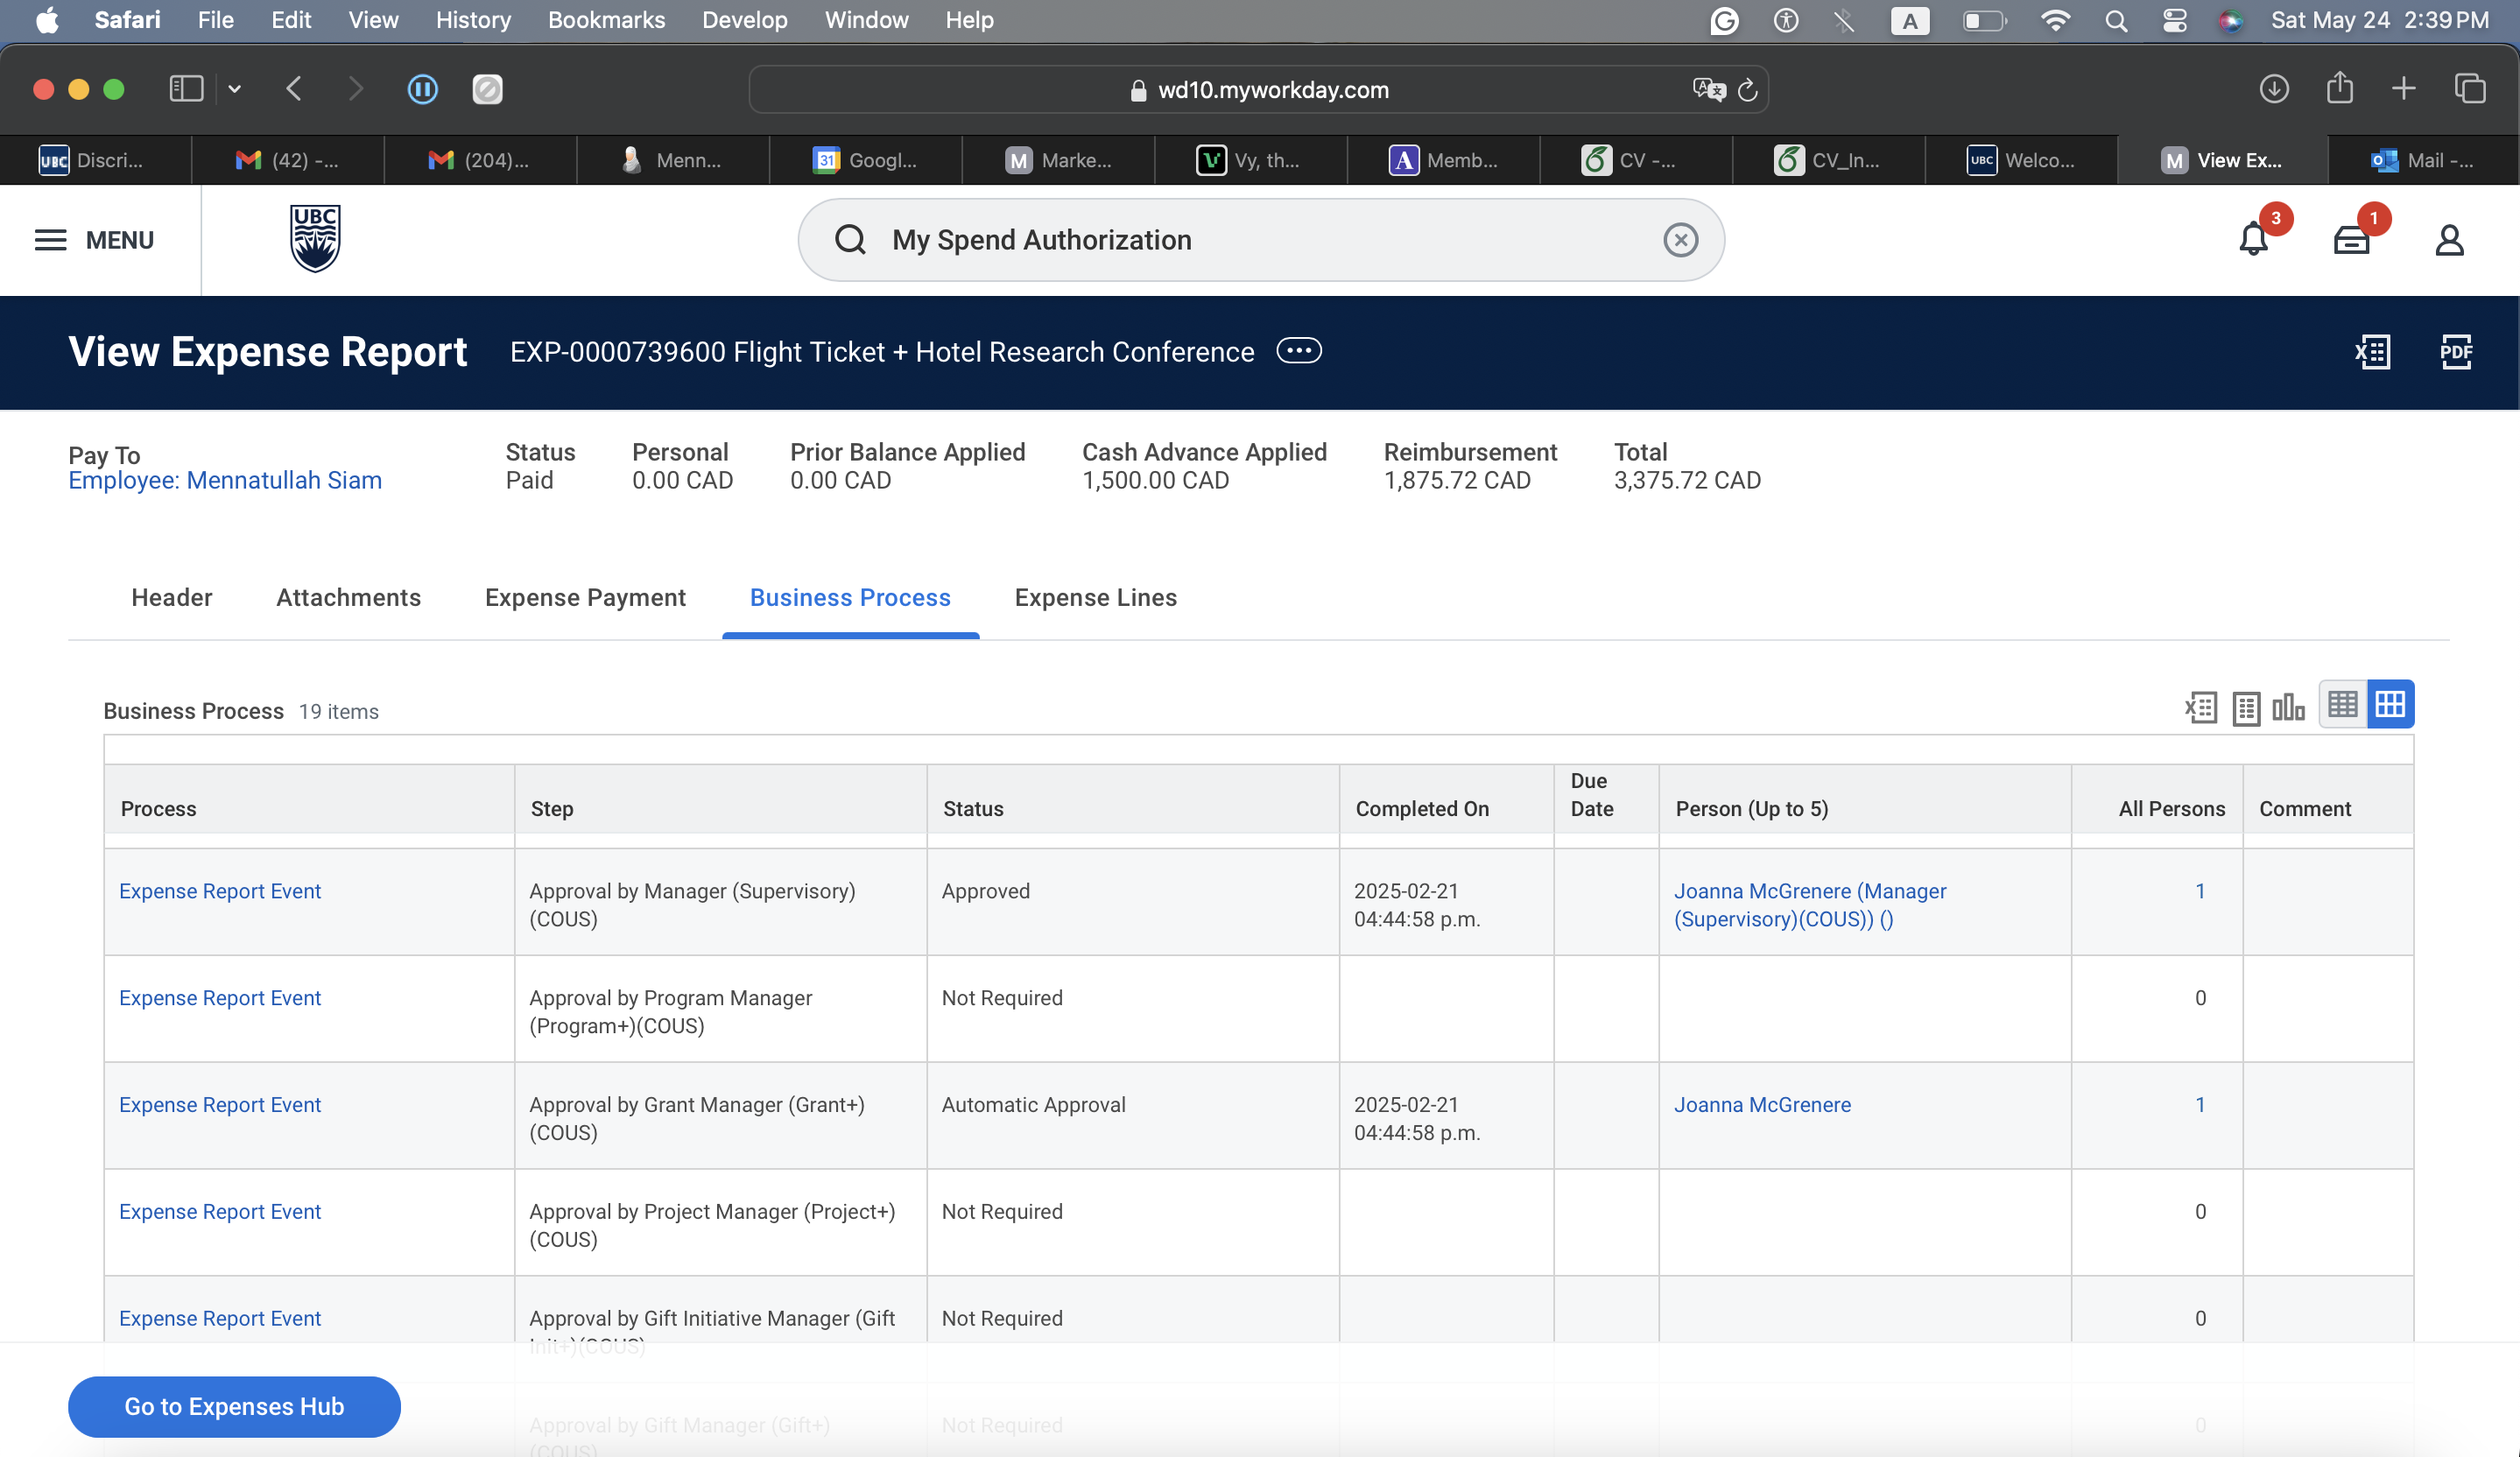 Safari File Edit View History Bookmarks Develop Window Help A Sat May 24 2:39 PM
wd10.myworkday.com
UBC Discri... (42) -... (204)... Menn... 31 Googl... M Marke... Vy, th... A Memb... CV -... CV_In... UBC Welco... M View Ex... Mail -...
MENU UBC My Spend Authorization 3 1
View Expense Report EXP-0000739600 Flight Ticket + Hotel Research Conference PDF
Pay To Status Personal Prior Balance Applied Cash Advance Applied Reimbursement Total
Employee: Mennatullah Siam Paid 0.00 CAD 0.00 CAD 1,500.00 CAD 1,875.72 CAD 3,375.72 CAD
Header Attachments Expense Payment Business Process Expense Lines
Business Process 19 items
Process Step Status Completed On Due Date Person (Up to 5) All Persons Comment
Expense Report Event Approval by Manager (Supervisory) Approved 2025-02-21 Joanna McGrenere (Manager 1
(COUS) 04:44:58 p.m. (Supervisory)(COUS)) ()
Expense Report Event Approval by Program Manager Not Required 0
(Program+)(COUS)
Expense Report Event Approval by Grant Manager (Grant+) Automatic Approval 2025-02-21 Joanna McGrenere 1
(COUS) 04:44:58 p.m.
Expense Report Event Approval by Project Manager (Project+) Not Required 0
(COUS)
Expense Report Event Approval by Gift Initiative Manager (Gift Not Required 0
Init+)(COUS)
Go to Expenses Hub
Approval by Gift Manager (Gift+) Not Required 0
(COUS)